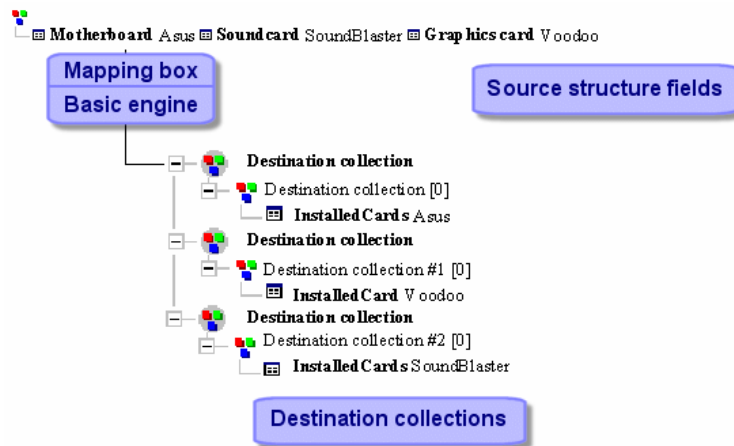 Motherboard Asus Soundcard SoundBlaster Graphics card Voodoo
Mapping box
Basic engine
Source structure fields
Destination collection
Destination collection [0]
InstalledCards Asus
Destination collection
Destination collection #1 [0]
InstalledCard Voodoo
Destination collection
Destination collection #2 [0]
InstalledCards SoundBlaster
Destination collections